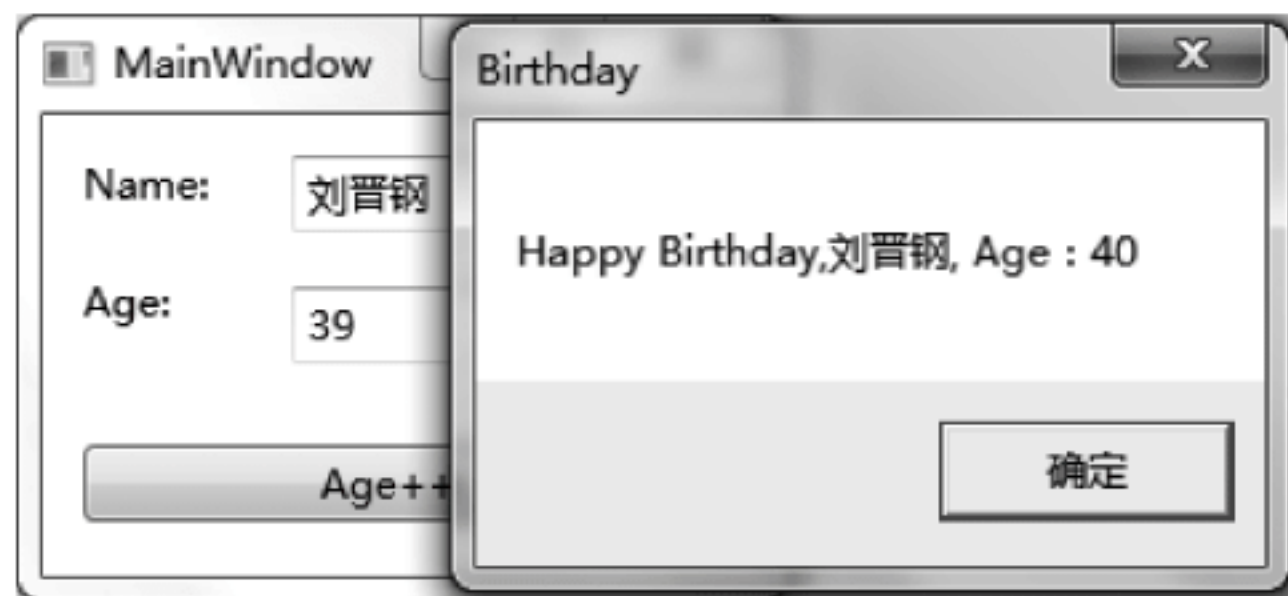 MainWindow
Name:
刘晋钢
Age:
39
Age++
Birthday
Happy Birthday,刘晋钢, Age : 40
确定